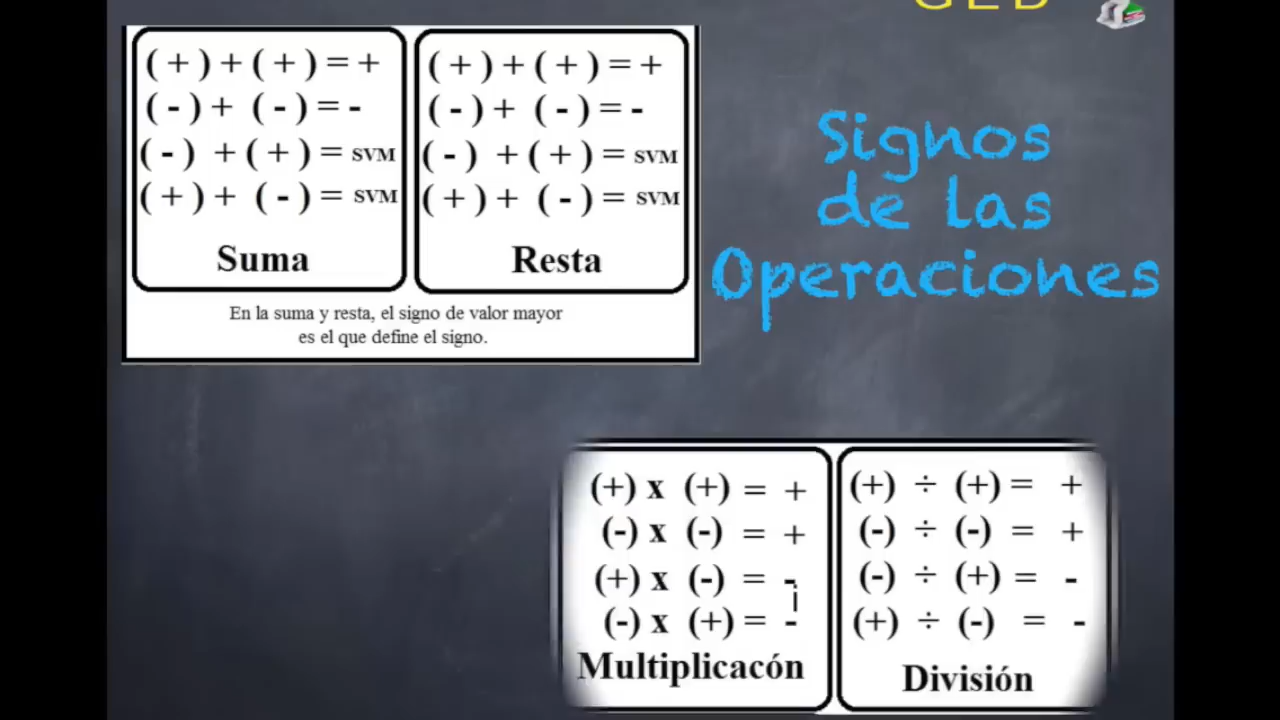 GED
( + ) + ( + ) = +
( - ) + ( - ) = -
( - ) + ( + ) = SVM
( + ) + ( - ) = SVM
Suma
( + ) + ( + ) = +
( - ) + ( - ) = -
( - ) + ( + ) = SVM
( + ) + ( - ) = SVM
Resta
En la suma y resta, el signo de valor mayor
es el que define el signo.
Signos
de las
Operaciones
(+) x (+) = +
(-) x (-) = +
(+) x (-) = -
(-) x (+) = -
Multiplicacón
(+) ÷ (+) = +
(-) ÷ (-) = +
(-) ÷ (+) = -
(+) ÷ (-) = -
División